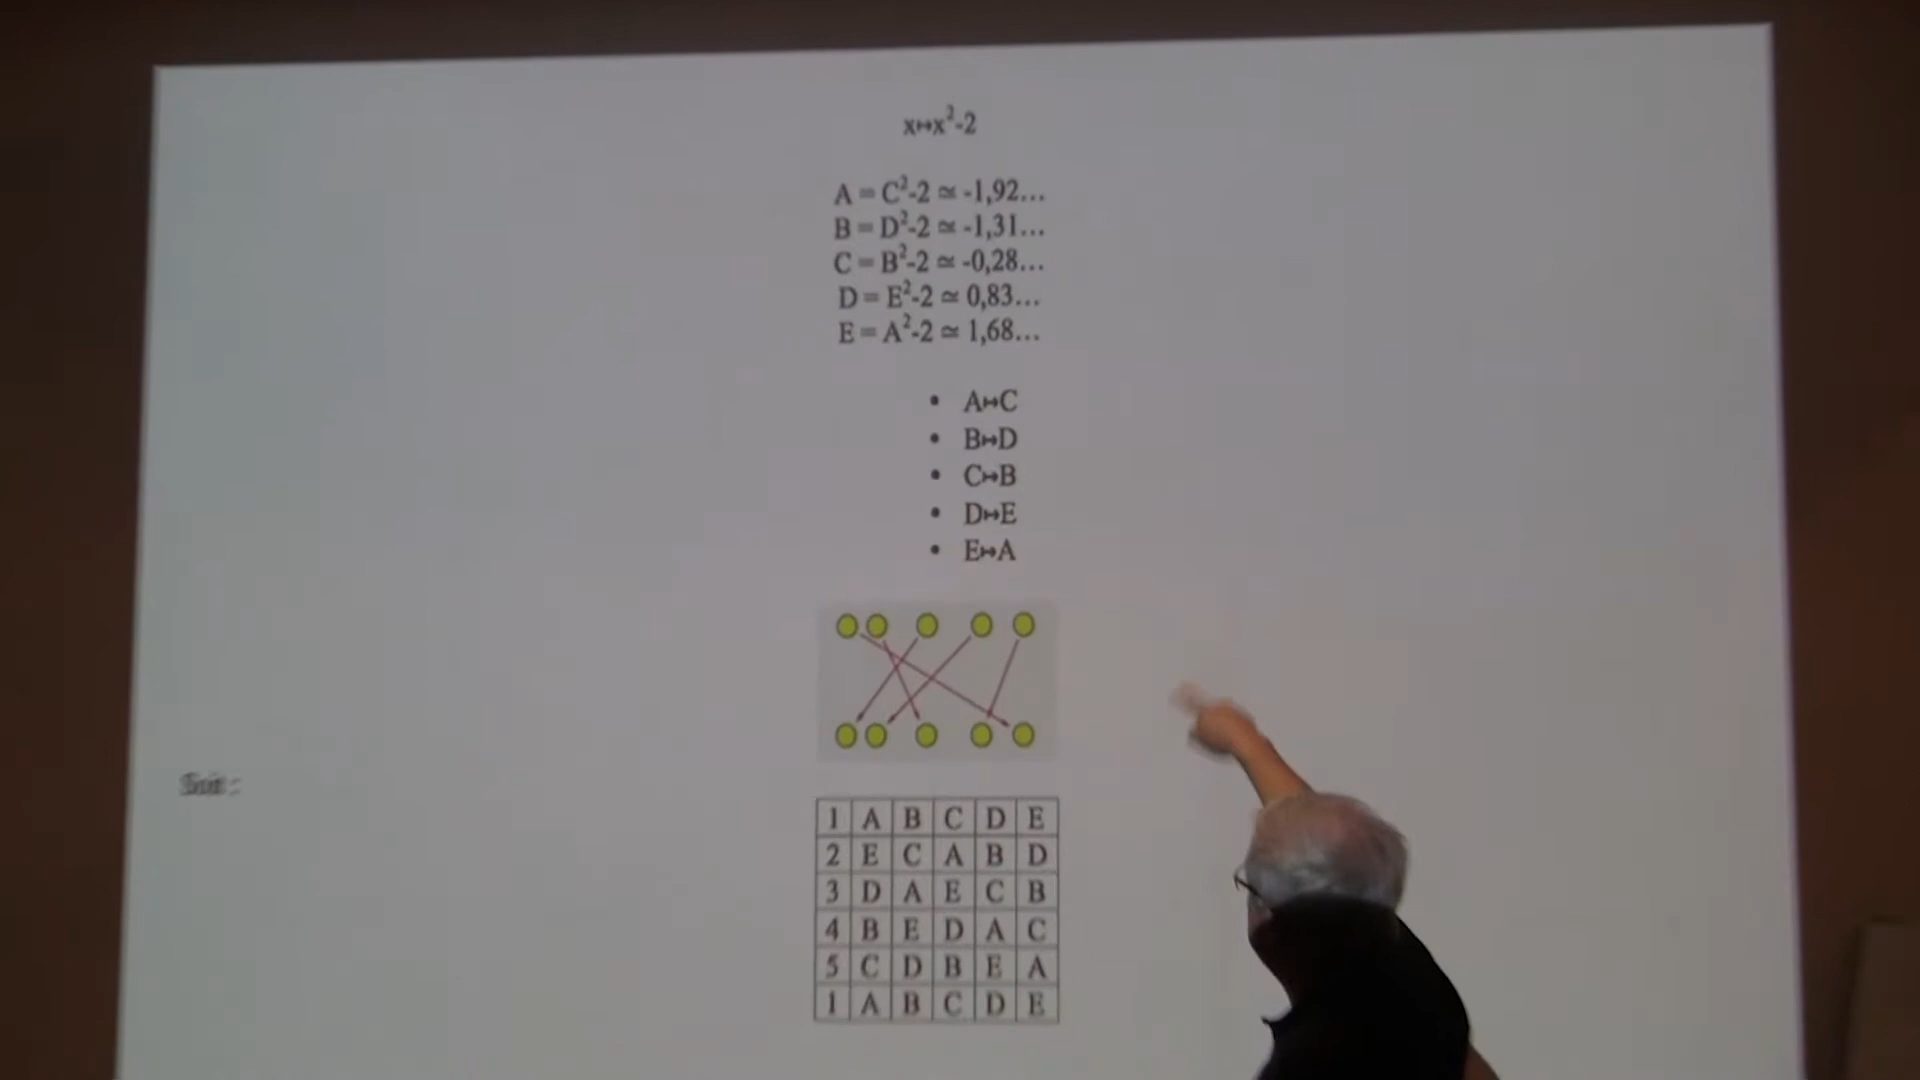 x↦x²-2
A = C²-2 ≃ -1,92...
B = D²-2 ≃ -1,31...
C = B²-2 ≃ -0,28...
D = E²-2 ≃ 0,83...
E = A²-2 ≃ 1,68...
• A↦C
• B↦D
• C↦B
• D↦E
• E↦A
1 A B C D E
2 E C A B D
3 D A E C B
4 B E D A C
5 C D B E A
1 A B C D E